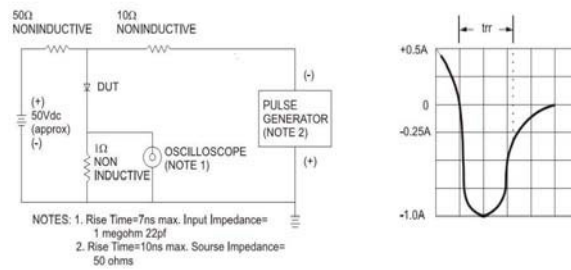 50Ω
NONINDUCTIVE
10Ω
NONINDUCTIVE
DUT
(+)
50Vdc
(approx)
(-)
1Ω
NON
INDUCTIVE
OSCILLOSCOPE
(NOTE 1)
(-)
PULSE
GENERATOR
(NOTE 2)
(+)
NOTES: 1. Rise Time=7ns max. Input Impedance=
1 megohm 22pf
2. Rise Time=10ns max. Sourse Impedance=
50 ohms
trr
+0.5A
0
-0.25A
-1.0A